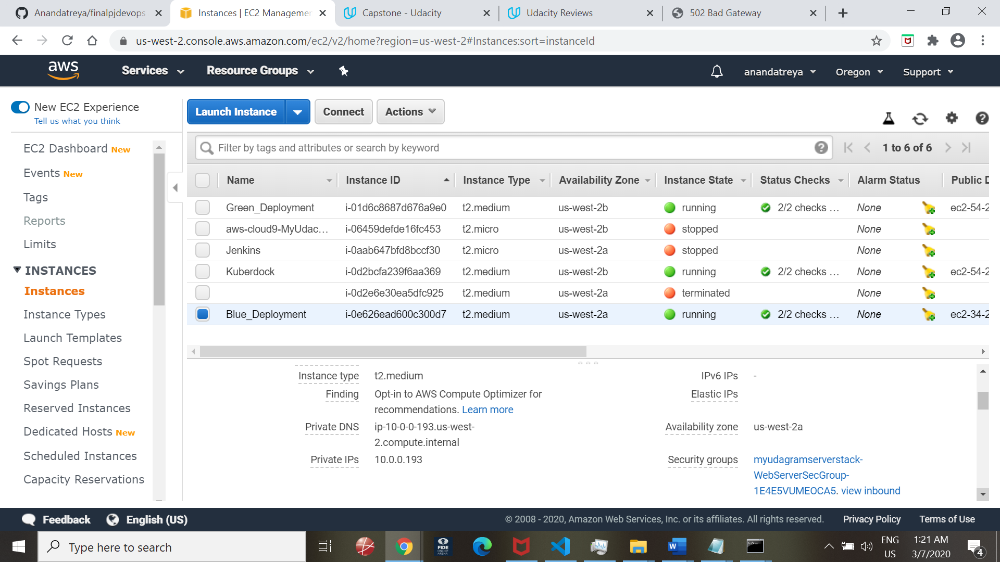 Anandatreya/finalpjdevops
Instances | EC2 Managemen
Capstone - Udacity
Udacity Reviews
502 Bad Gateway
us-west-2.console.aws.amazon.com/ec2/v2/home?region=us-west-2#Instances:sort=instanceId
aws
Services
Resource Groups
anandatreya
Oregon
Support
New EC2 Experience
Tell us what you think
EC2 Dashboard New
Events New
Tags
Reports
Limits
INSTANCES
Instances
Instance Types
Launch Templates
Spot Requests
Savings Plans
Reserved Instances
Dedicated Hosts New
Scheduled Instances
Capacity Reservations
Launch Instance
Connect
Actions
Filter by tags and attributes or search by keyword
1 to 6 of 6
Name Instance ID Instance Type Availability Zone Instance State Status Checks Alarm Status Public D
Green_Deployment i-01d6c8687d676a9e0 t2.medium us-west-2b running 2/2 checks … None ec2-54-2
aws-cloud9-MyUdac… i-06459defde16fc453 t2.micro us-west-2b stopped None
Jenkins i-0aab647bfd8bccf30 t2.micro us-west-2a stopped None
Kuberdock i-0d2bcfa239f6aa369 t2.medium us-west-2b running 2/2 checks … None ec2-54-2
i-0d2e6e30ea5dfc925 t2.medium us-west-2a terminated None
Blue_Deployment i-0e626ead600c300d7 t2.medium us-west-2a running 2/2 checks … None ec2-34-2
Instance type t2.medium
Finding Opt-in to AWS Compute Optimizer for
recommendations. Learn more
Private DNS ip-10-0-0-193.us-west-
2.compute.internal
Private IPs 10.0.0.193
IPv6 IPs -
Elastic IPs
Availability zone us-west-2a
Security groups myudagramserverstack-
WebServerSecGroup-
1E4E5VUMEOCA5. view inbound
Feedback
English (US)
© 2008 - 2020, Amazon Web Services, Inc. or its affiliates. All rights reserved.
Privacy Policy
Terms of Use
Type here to search
FIDE
ONLINE
ARENA
ENG
US
1:21 AM
3/7/2020
4